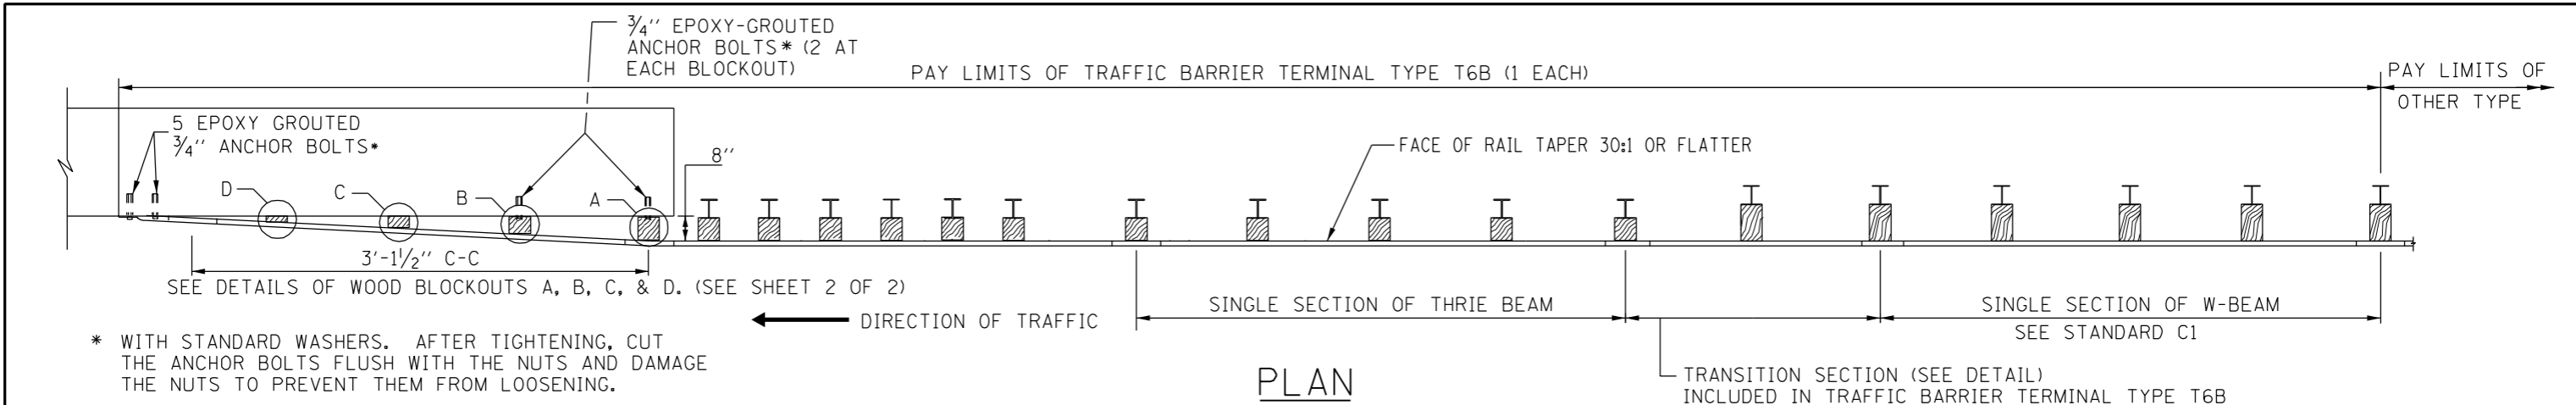 3/4'' EPOXY-GROUTED
ANCHOR BOLTS* (2 AT
EACH BLOCKOUT)
PAY LIMITS OF TRAFFIC BARRIER TERMINAL TYPE T6B (1 EACH)
PAY LIMITS OF
OTHER TYPE
5 EPOXY GROUTED
3/4'' ANCHOR BOLTS*
8''
FACE OF RAIL TAPER 30:1 OR FLATTER
D
C
B
A
3'-1 1/2'' C-C
SEE DETAILS OF WOOD BLOCKOUTS A, B, C, & D. (SEE SHEET 2 OF 2)
SINGLE SECTION OF THRIE BEAM
SINGLE SECTION OF W-BEAM
SEE STANDARD C1
DIRECTION OF TRAFFIC
* WITH STANDARD WASHERS. AFTER TIGHTENING, CUT
THE ANCHOR BOLTS FLUSH WITH THE NUTS AND DAMAGE
THE NUTS TO PREVENT THEM FROM LOOSENING.
PLAN
TRANSITION SECTION (SEE DETAIL)
INCLUDED IN TRAFFIC BARRIER TERMINAL TYPE T6B